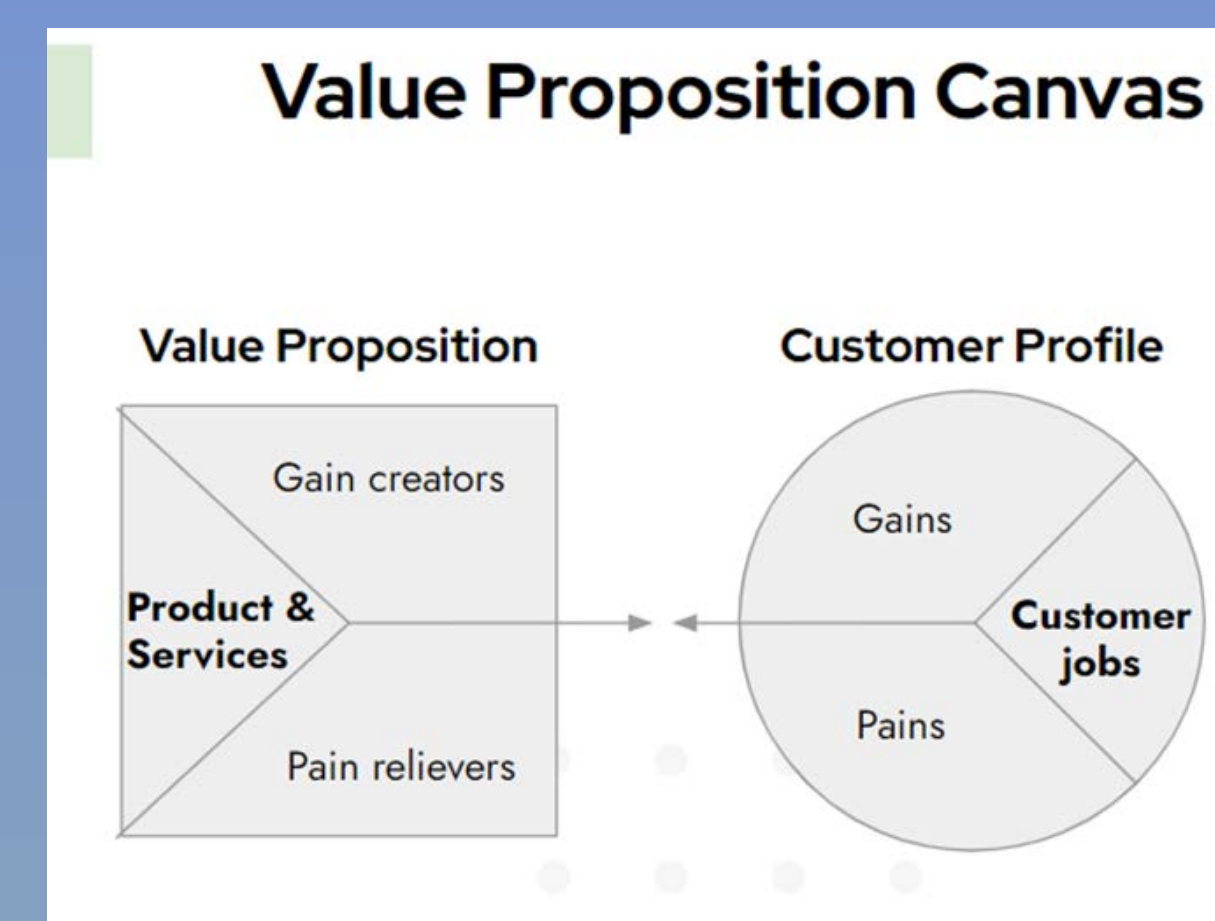 Value Proposition Canvas
Value Proposition
Gain creators
Product &
Services
Pain relievers
Customer Profile
Gains
Customer
jobs
Pains